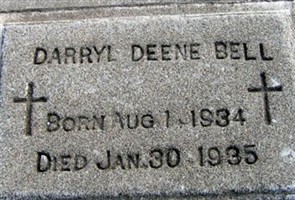 DARRYL DEENE BELL
BORN AUG 1. 1934
DIED JAN. 30 1935